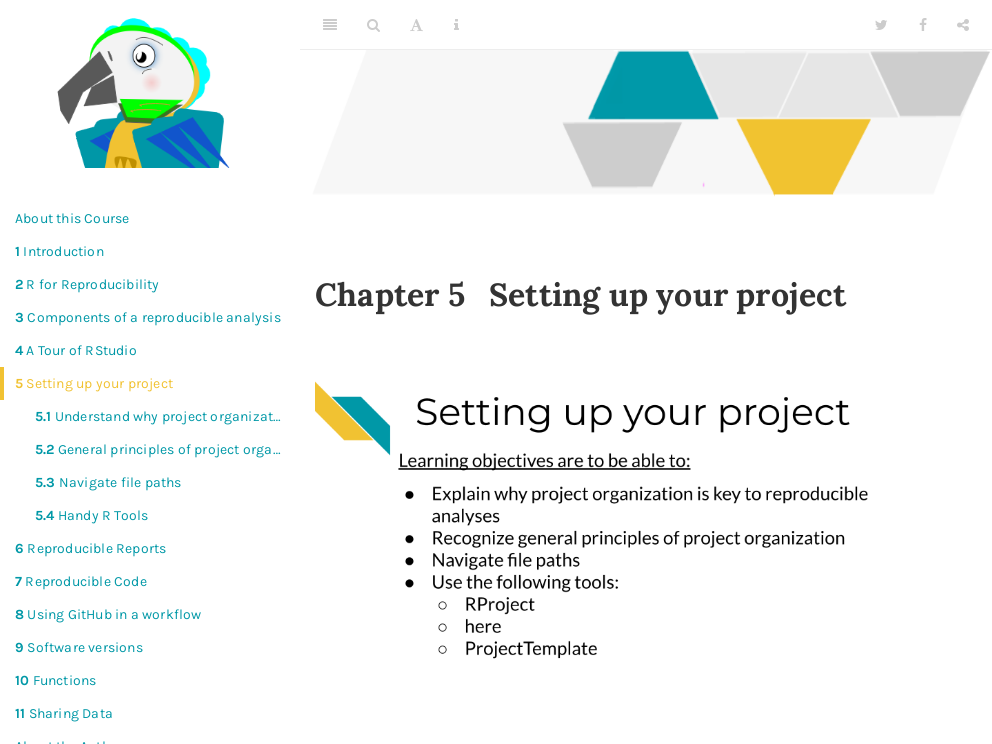 About this Course
1 Introduction
2 R for Reproducibility
3 Components of a reproducible analysis
4 A Tour of RStudio
5 Setting up your project
5.1 Understand why project organizat...
5.2 General principles of project orga...
5.3 Navigate file paths
5.4 Handy R Tools
6 Reproducible Reports
7 Reproducible Code
8 Using GitHub in a workflow
9 Software versions
10 Functions
11 Sharing Data
Chapter 5 Setting up your project
Setting up your project
Learning objectives are to be able to:
● Explain why project organization is key to reproducible
analyses
● Recognize general principles of project organization
● Navigate file paths
● Use the following tools:
○ RProject
○ here
○ ProjectTemplate